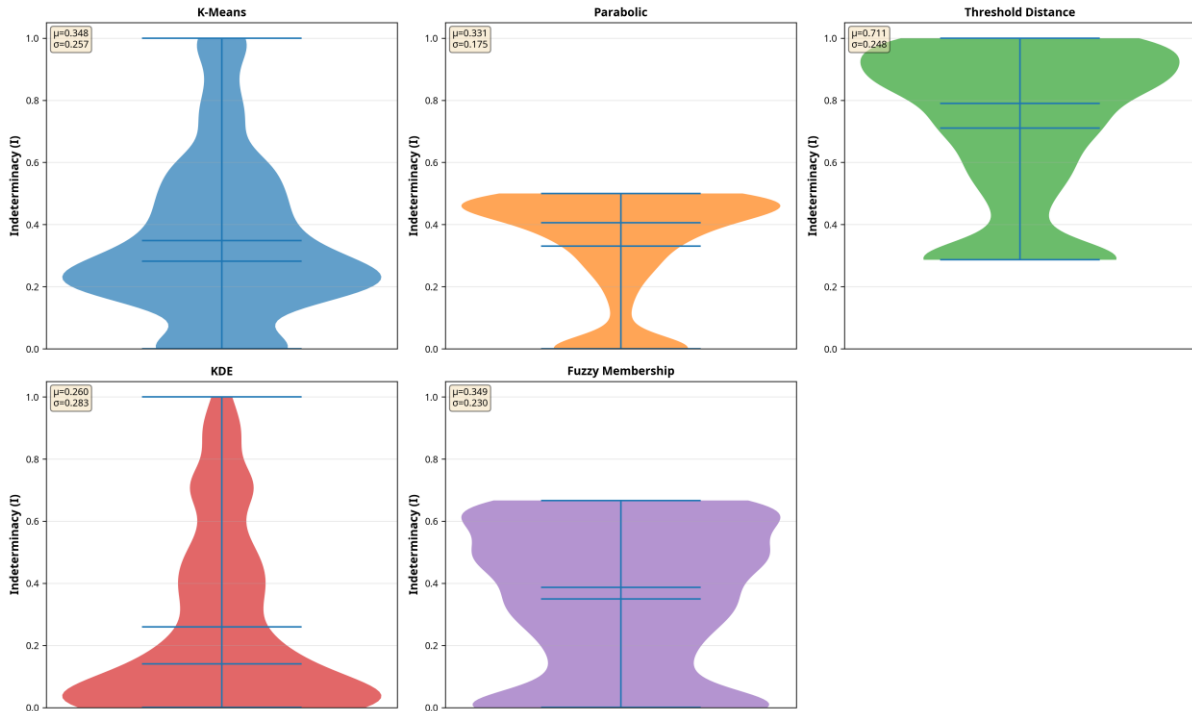 K-Means
μ=0.348
σ=0.257
Indeterminacy (I)
1.0
0.8
0.6
0.4
0.2
0.0
Parabolic
μ=0.331
σ=0.175
Indeterminacy (I)
1.0
0.8
0.6
0.4
0.2
0.0
Threshold Distance
μ=0.711
σ=0.248
Indeterminacy (I)
1.0
0.8
0.6
0.4
0.2
0.0
KDE
μ=0.260
σ=0.283
Indeterminacy (I)
1.0
0.8
0.6
0.4
0.2
0.0
Fuzzy Membership
μ=0.349
σ=0.230
Indeterminacy (I)
1.0
0.8
0.6
0.4
0.2
0.0